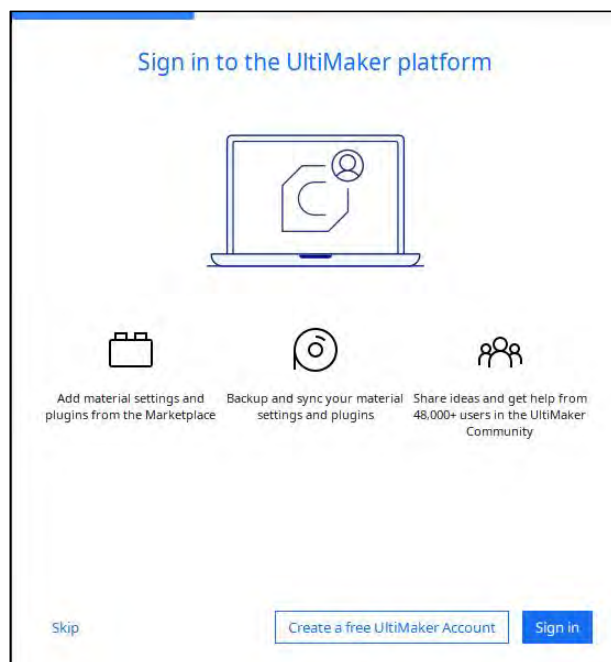 Sign in to the UltiMaker platform
Add material settings and
plugins from the Marketplace
Backup and sync your material
settings and plugins
Share ideas and get help from
48,000+ users in the UltiMaker
Community
Skip
Create a free UltiMaker Account
Sign in